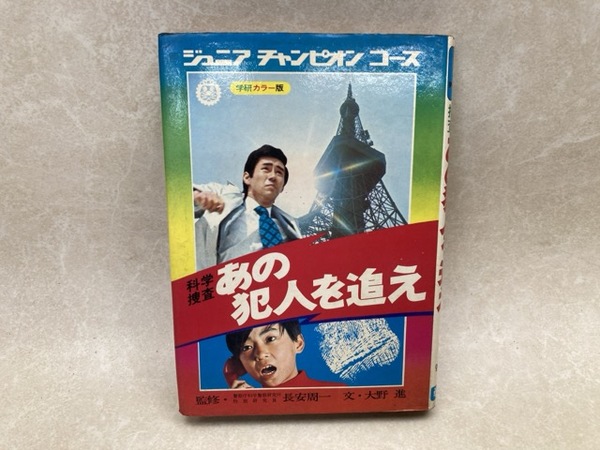 ジュニア チャンピオン コース
学研カラー版
科学捜査
あの犯人を追え
監修・
長安周一 文・大野 進